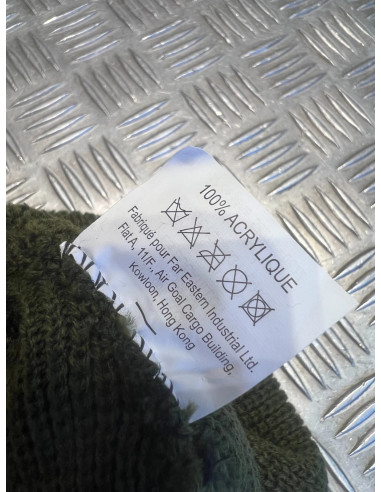 100% ACRYLIQUE
Fabriqué pour Far Eastern Industrial Ltd.
Flat A, 11/F., Air Goal Cargo Building,
Kowloon, Hong Kong